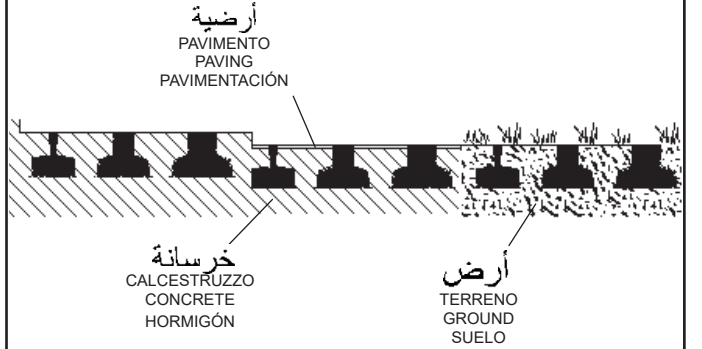 أرضية
PAVIMENTO
PAVING
PAVIMENTACIÓN
خرسانة
CALCESTRUZZO
CONCRETE
HORMIGÓN
أرض
TERRENO
GROUND
SUELO